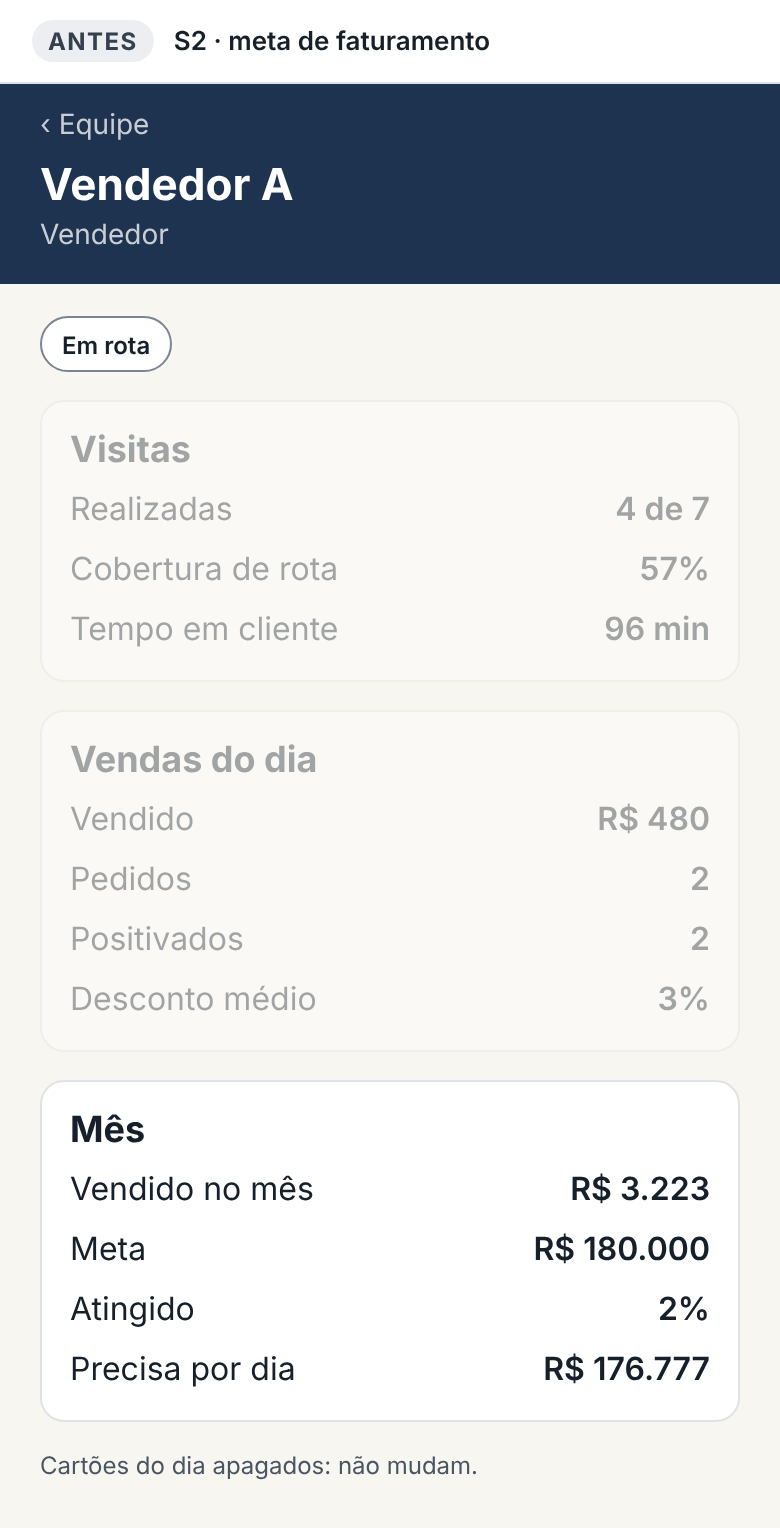 ANTES S2 · meta de faturamento
‹ Equipe
Vendedor A
Vendedor
Em rota
Visitas
Realizadas 4 de 7
Cobertura de rota 57%
Tempo em cliente 96 min
Vendas do dia
Vendido R$ 480
Pedidos 2
Positivados 2
Desconto médio 3%
Mês
Vendido no mês R$ 3.223
Meta R$ 180.000
Atingido 2%
Precisa por dia R$ 176.777
Cartões do dia apagados: não mudam.